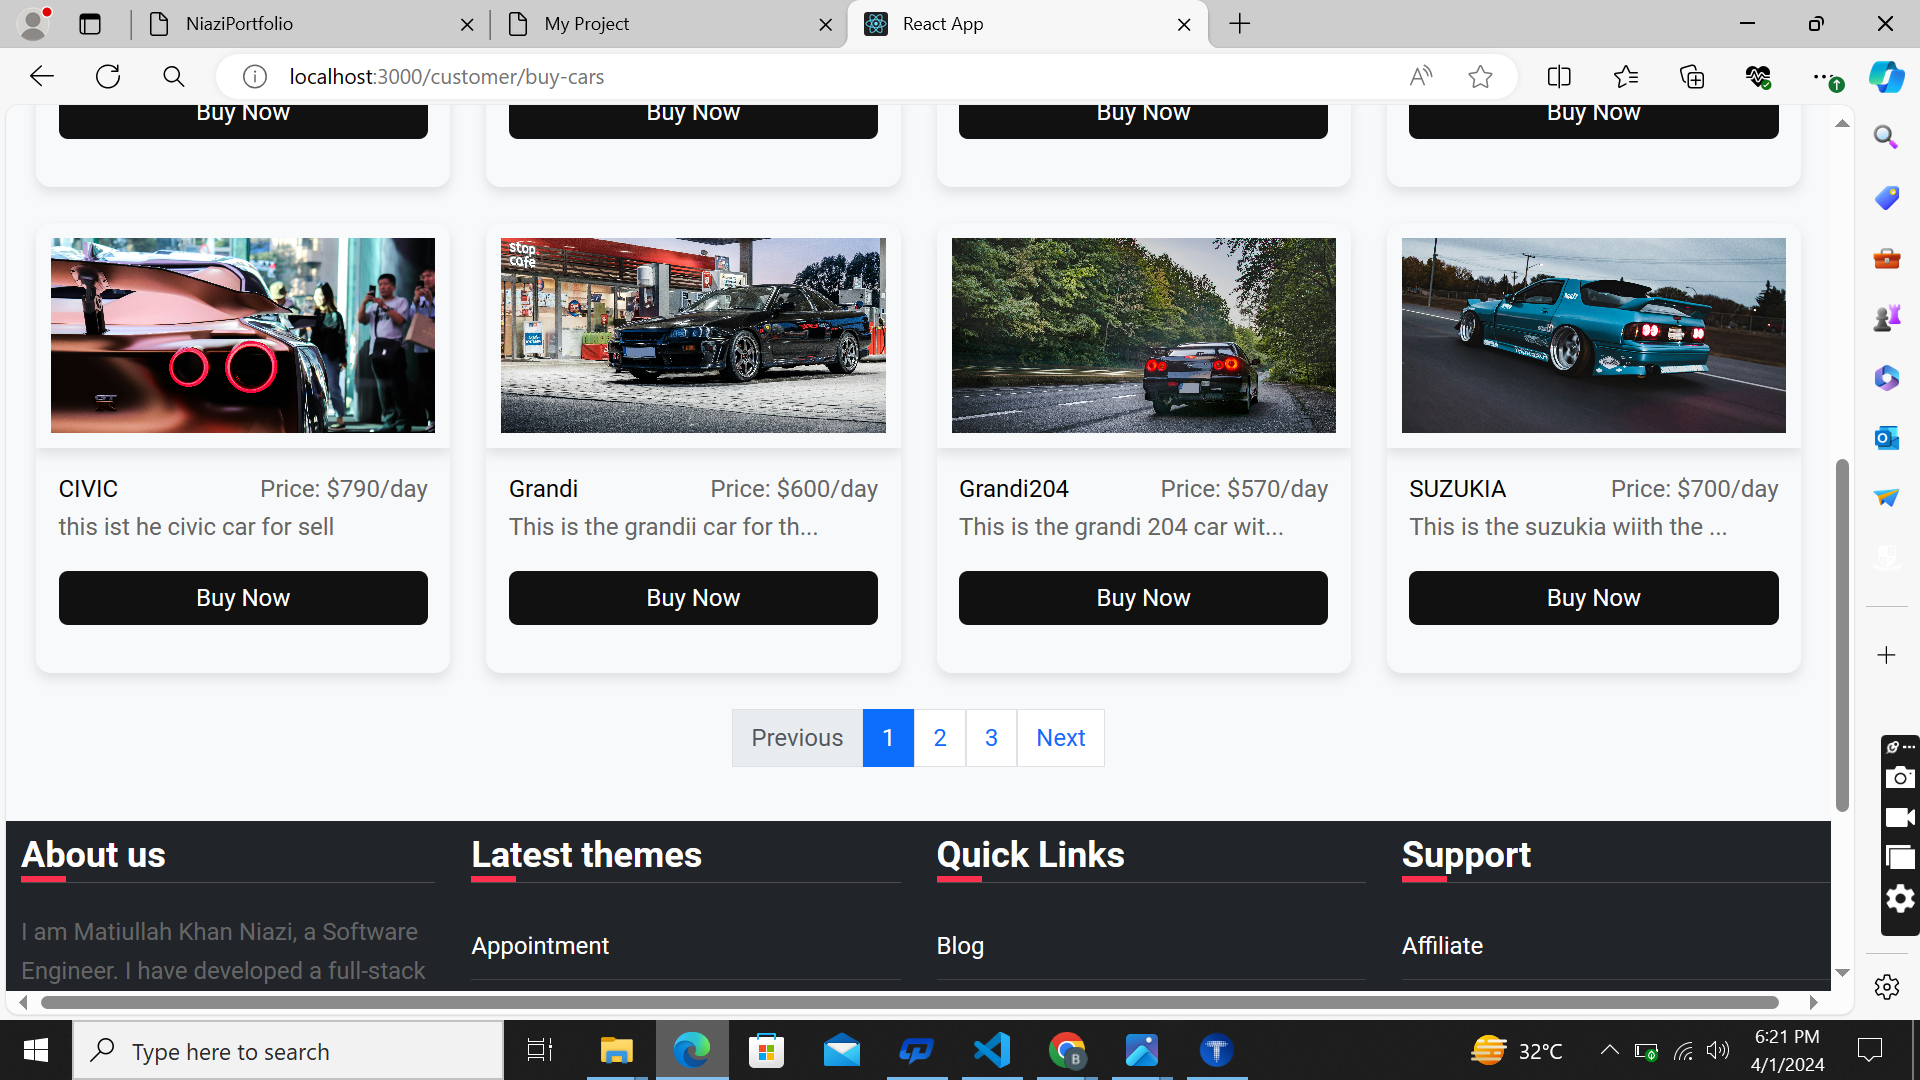 NiaziPortfolio
My Project
React App
localhost:3000/customer/buy-cars
Buy Now
Buy Now
Buy Now
Buy Now
stop
cafe
GT
CIVIC
Price: $790/day
this ist he civic car for sell
Buy Now
Grandi
Price: $600/day
This is the grandii car for th...
Buy Now
Grandi204
Price: $570/day
This is the grandi 204 car wit...
Buy Now
SUZUKIA
Price: $700/day
This is the suzukia wiith the ...
Buy Now
Previous 1 2 3 Next
About us
I am Matiullah Khan Niazi, a Software
Engineer. I have developed a full-stack
Latest themes
Appointment
Quick Links
Blog
Support
Affiliate
Type here to search
32°C
6:21 PM
4/1/2024